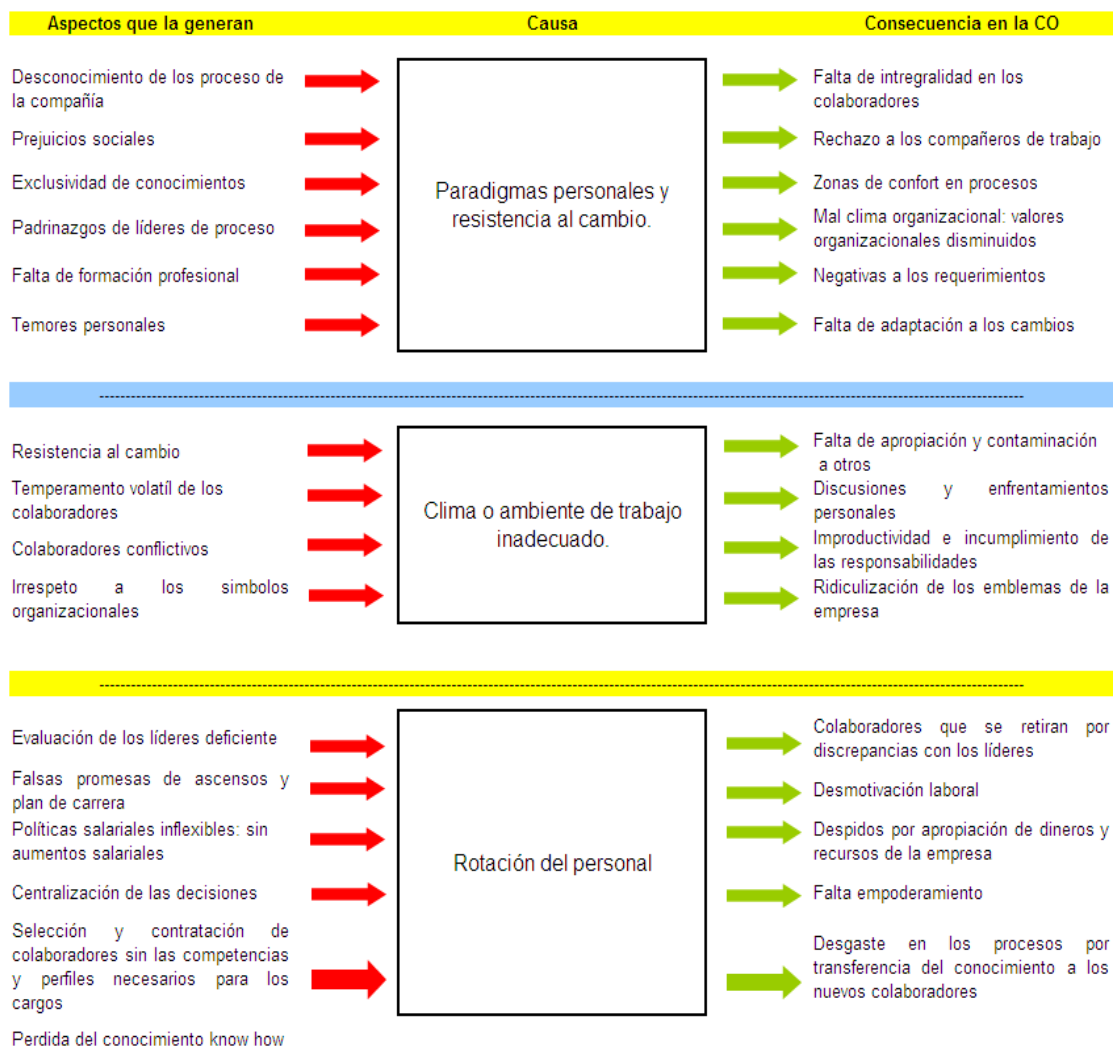 Aspectos que la generan
Causa
Consecuencia en la CO
Desconocimiento de los proceso de
la compañía
Prejuicios sociales
Exclusividad de conocimientos
Padrinazgos de líderes de proceso
Falta de formación profesional
Temores personales
Paradigmas personales y
resistencia al cambio.
Falta de intregralidad en los
colaboradores
Rechazo a los compañeros de trabajo
Zonas de confort en procesos
Mal clima organizacional: valores
organizacionales disminuidos
Negativas a los requerimientos
Falta de adaptación a los cambios
Resistencia al cambio
Temperamento volatíl de los
colaboradores
Colaboradores conflictivos
Irrespeto a los simbolos
organizacionales
Clima o ambiente de trabajo
inadecuado.
Falta de apropiación y contaminación
a otros
Discusiones y enfrentamientos
personales
Improductividad e incumplimiento de
las responsabilidades
Ridiculización de los emblemas de la
empresa
Evaluación de los líderes deficiente
Falsas promesas de ascensos y
plan de carrera
Políticas salariales inflexibles: sin
aumentos salariales
Centralización de las decisiones
Selección y contratación de
colaboradores sin las competencias
y perfiles necesarios para los
cargos
Perdida del conocimiento know how
Rotación del personal
Colaboradores que se retiran por
discrepancias con los líderes
Desmotivación laboral
Despidos por apropiación de dineros y
recursos de la empresa
Falta empoderamiento
Desgaste en los procesos por
transferencia del conocimiento a los
nuevos colaboradores